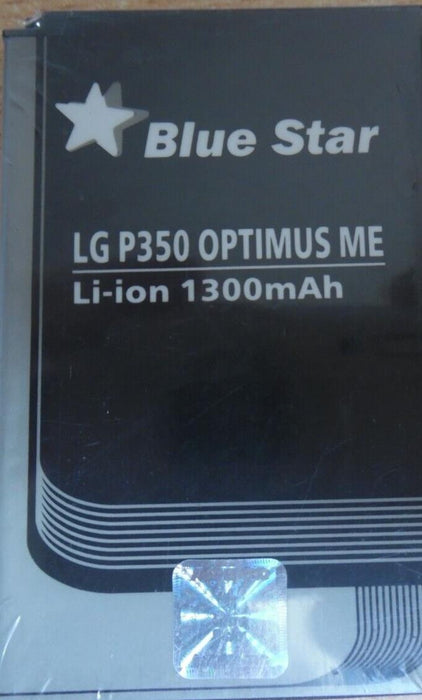 Blue Star
LG P350 OPTIMUS ME
Li-ion 1300mAh